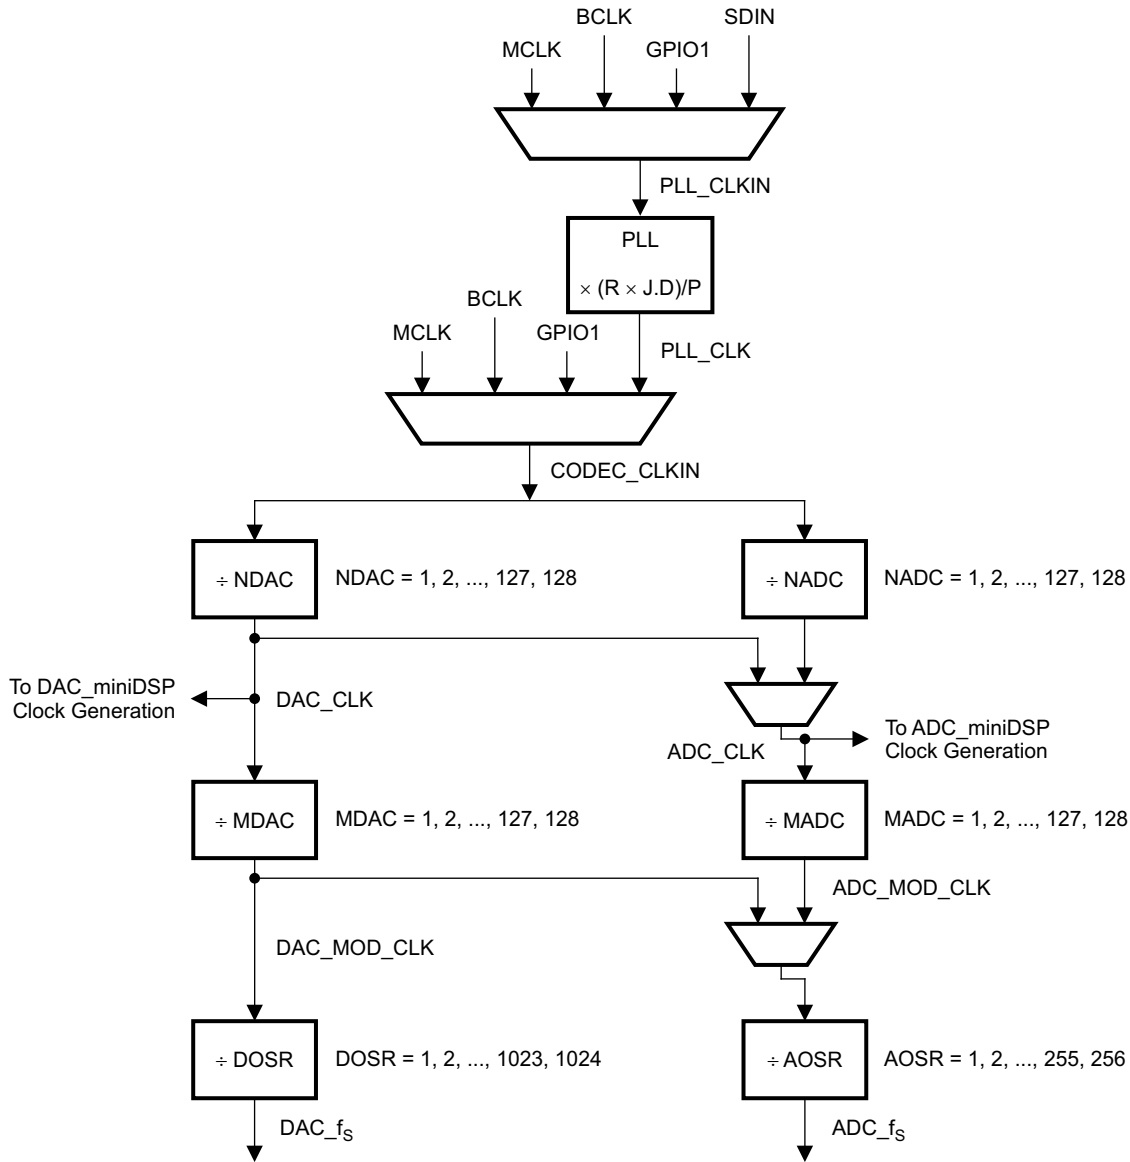 BCLK
SDIN
MCLK
GPIO1
PLL_CLKIN
PLL
× (R × J.D)/P
BCLK
MCLK
GPIO1
PLL_CLK
CODEC_CLKIN
÷ NDAC
NDAC = 1, 2, ..., 127, 128
÷ NADC
NADC = 1, 2, ..., 127, 128
To DAC_miniDSP
Clock Generation
DAC_CLK
ADC_CLK
To ADC_miniDSP
Clock Generation
÷ MDAC
MDAC = 1, 2, ..., 127, 128
÷ MADC
MADC = 1, 2, ..., 127, 128
ADC_MOD_CLK
DAC_MOD_CLK
÷ DOSR
DOSR = 1, 2, ..., 1023, 1024
÷ AOSR
AOSR = 1, 2, ..., 255, 256
DAC_fS
ADC_fS